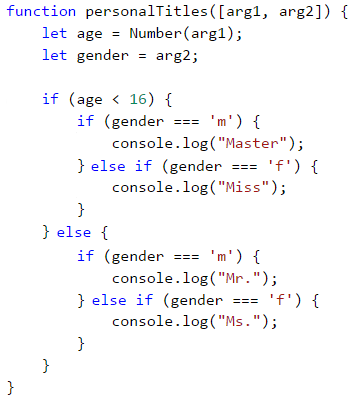 function personalTitles([arg1, arg2]) {
    let age = Number(arg1);
    let gender = arg2;

    if (age < 16) {
        if (gender === 'm') {
            console.log("Master");
        } else if (gender === 'f') {
            console.log("Miss");
        }
    } else {
        if (gender === 'm') {
            console.log("Mr.");
        } else if (gender === 'f') {
            console.log("Ms.");
        }
    }
}